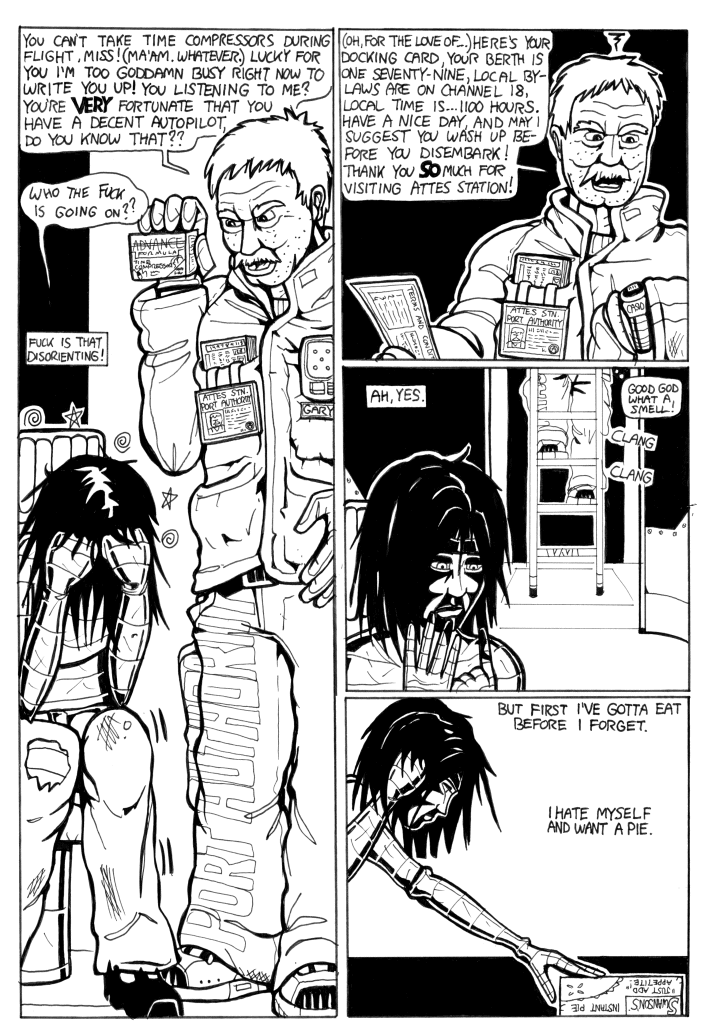 YOU CAN'T TAKE TIME COMPRESSORS DURING
FLIGHT, MISS! (MA'AM. WHATEVER.) LUCKY FOR
YOU I'M TOO GODDAMN BUSY RIGHT NOW TO
WRITE YOU UP! YOU LISTENING TO ME?
YOU'RE VERY FORTUNATE THAT YOU
HAVE A DECENT AUTOPILOT,
DO YOU KNOW THAT??
WHO THE FUCK
IS GOING ON??
ADVANCE
FORMULA
TIME
COMPRESSORS
FUCK IS THAT
DISORIENTING!
ATTES STN.
PORT AUTHORITY
GARY
PORT AUTHORITY
(OH, FOR THE LOVE OF...) HERE'S YOUR
DOCKING CARD, YOUR BERTH IS
ONE SEVENTY-NINE, LOCAL BY-
LAWS ARE ON CHANNEL 18,
LOCAL TIME IS...1100 HOURS.
HAVE A NICE DAY, AND MAY I
SUGGEST YOU WASH UP BE-
FORE YOU DISEMBARK!
THANK YOU SO MUCH FOR
VISITING ATTES STATION!
TERMS AND
ATTES STN.
PORT AUTHORITY
CARD
AH, YES.
GOOD GOD
WHAT A
SMELL!
CLANG
CLANG
BUT FIRST I'VE GOTTA EAT
BEFORE I FORGET.
I HATE MYSELF
AND WANT A PIE.
SWANSON'S
INSTANT PIE
"JUST ADD
APPETITE!"